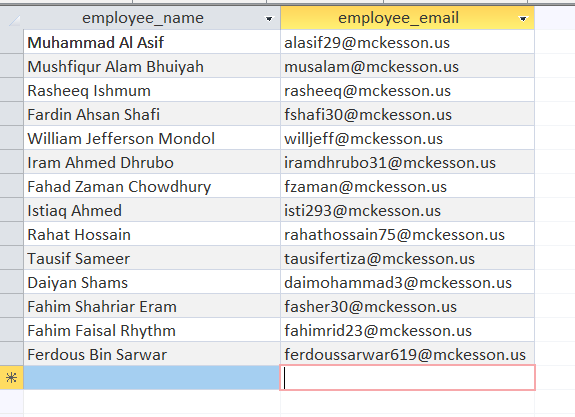 employee_name employee_email
Muhammad Al Asif alasif29@mckesson.us
Mushfiqur Alam Bhuiyah musalam@mckesson.us
Rasheeq Ishmum rasheeq@mckesson.us
Fardin Ahsan Shafi fshafi30@mckesson.us
William Jefferson Mondol willjeff@mckesson.us
Iram Ahmed Dhrubo iramdhrubo31@mckesson.us
Fahad Zaman Chowdhury fzaman@mckesson.us
Istiaq Ahmed isti293@mckesson.us
Rahat Hossain rahathossain75@mckesson.us
Tausif Sameer tausifertiza@mckesson.us
Daiyan Shams daimohammad3@mckesson.us
Fahim Shahriar Eram fasher30@mckesson.us
Fahim Faisal Rhythm fahimrid23@mckesson.us
Ferdous Bin Sarwar ferdoussarwar619@mckesson.us